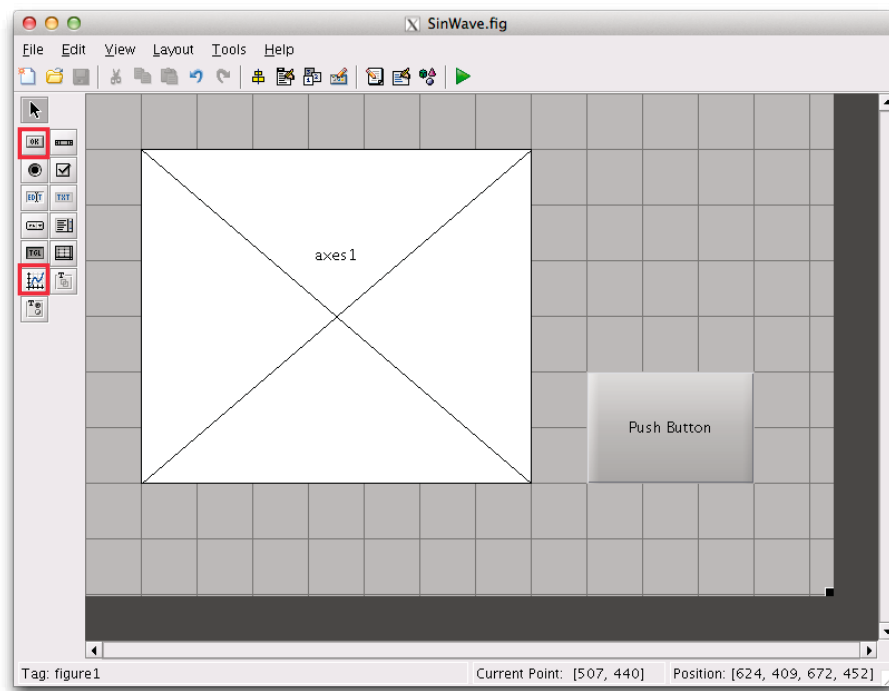 SinWave.fig
File Edit View Layout Tools Help
OK
EDIT TXT
TGL
axes1
Push Button
Tag: figure1 Current Point: [507, 440] Position: [624, 409, 672, 452]